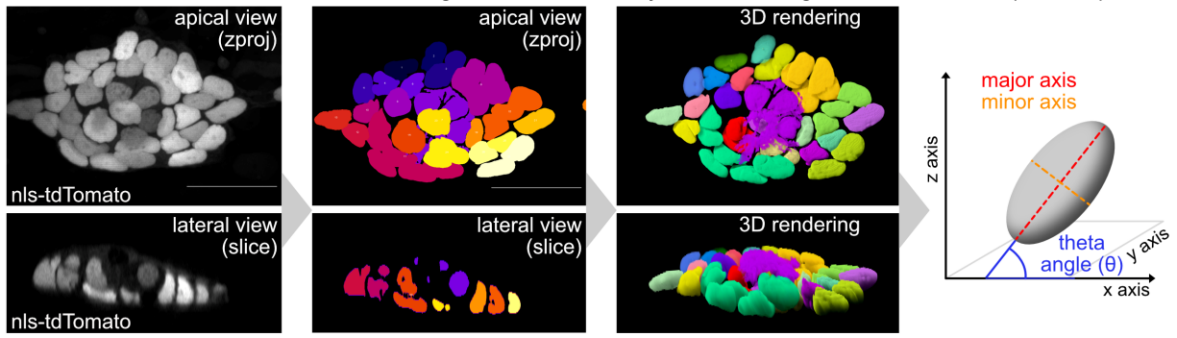 apical view
(zproj)
nls-tdTomato
apical view
(zproj)
3D rendering
lateral view
(slice)
nls-tdTomato
lateral view
(slice)
3D rendering
major axis
minor axis
z axis
y axis
theta
angle (θ)
x axis